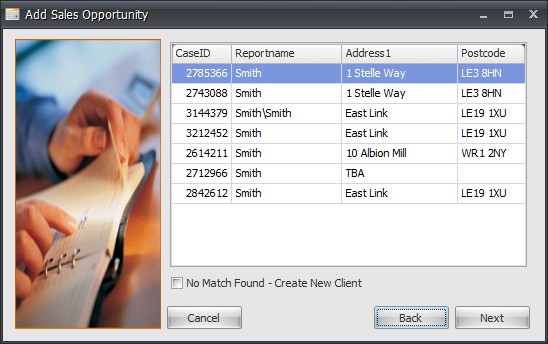 Add Sales Opportunity
CaseID Reportname Address1 Postcode
2785366 Smith 1 Stelle Way LE3 8HN
2743088 Smith 1 Stelle Way LE3 8HN
3144379 Smith\Smith East Link LE19 1XU
3212452 Smith East Link LE19 1XU
2614211 Smith 10 Albion Mill WR1 2NY
2712966 Smith TBA
2842612 Smith East Link LE19 1XU
No Match Found - Create New Client
Cancel Back Next